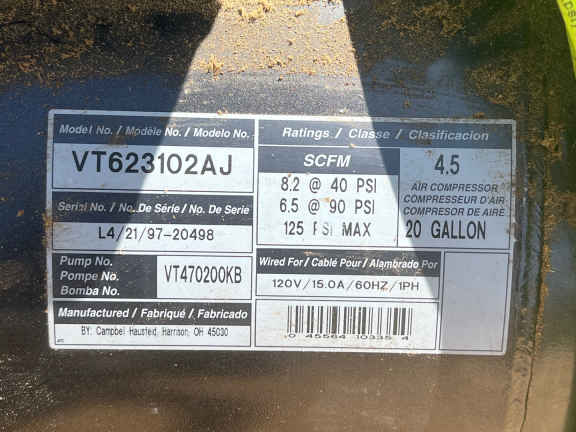 Model No. / Modèle No. / Modelo No.
VT623102AJ
Serial No. / No. De Série / No. De Serie
L4/21/97-20498
Pump No.
Pompe No.
Bomba No.
VT470200KB
Manufactured / Fabriqué / Fabricado
BY: Campbel Hausfeld, Harrison, OH 45030
Ratings / Classe / Clasificacion
SCFM
8.2 @ 40 PSI
6.5 @ 90 PSI
125 PSI MAX
4.5
AIR COMPRESSOR
COMPRESSEUR D'AIR
COMPRESOR DE AIRE
20 GALLON
Wired For / Cablé Pour / Alambrado Por
120V/15.0A/60HZ/1PH
0 45564 10335 4